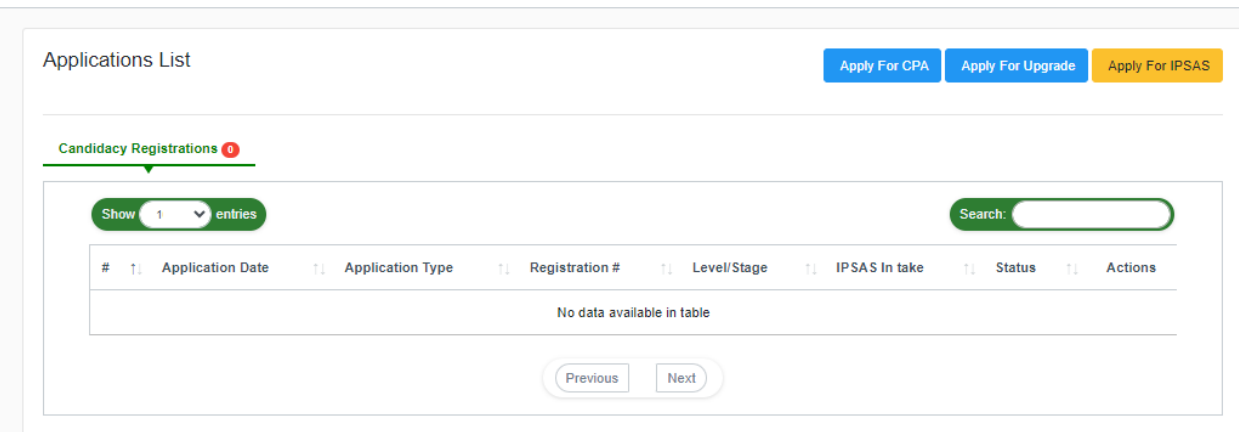 Applications List
Apply For CPA Apply For Upgrade Apply For IPSAS
Candidacy Registrations 0
Show 1 entries Search:
# Application Date Application Type Registration # Level/Stage IPSAS In take Status Actions
No data available in table
Previous Next